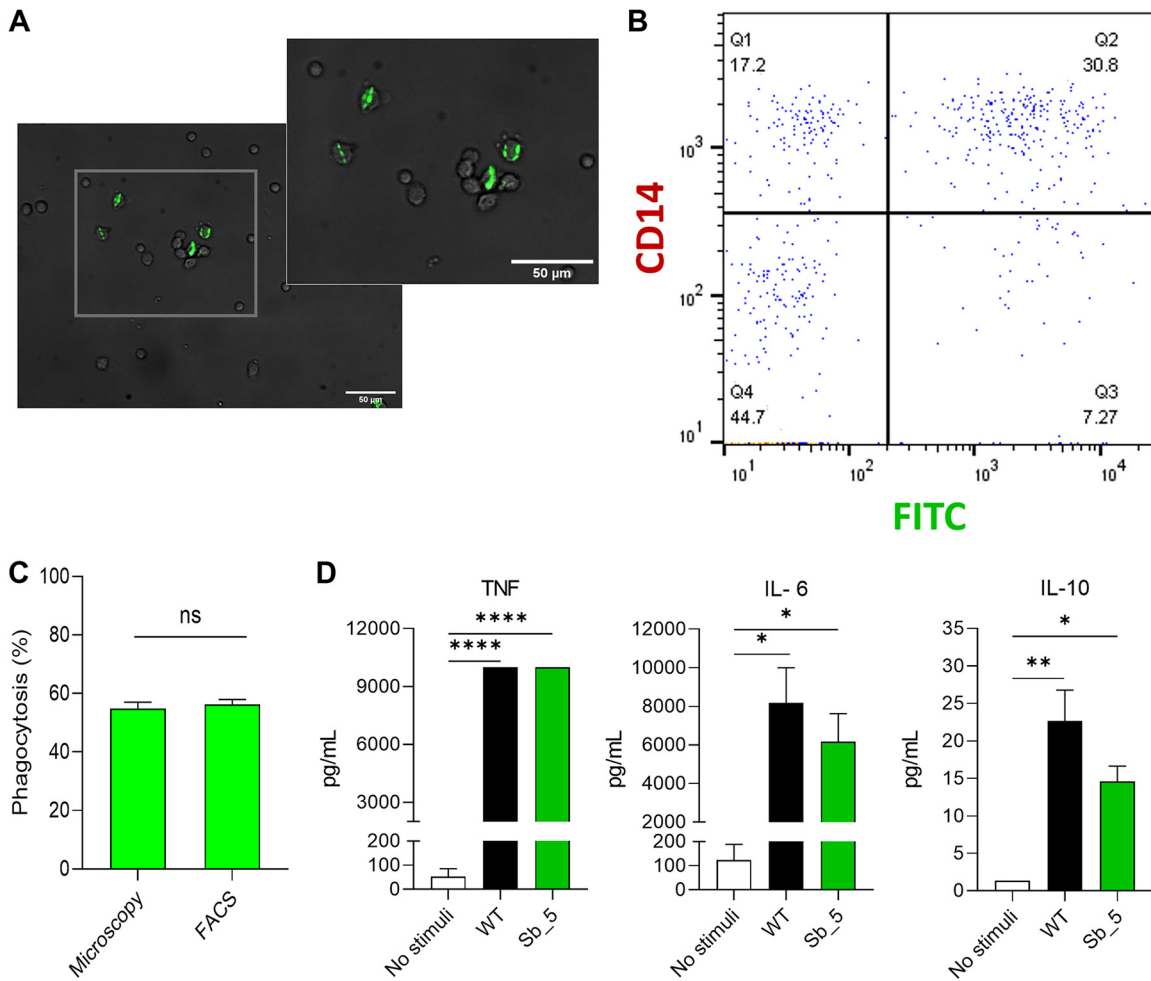 A
50 µm
50 µm
B
Q1
17.2
Q2
30.8
10³
10²
10¹
Q4
44.7
Q3
7.27
10¹
10²
10³
10⁴
CD14
FITC
C
100
80
60
40
20
0
Phagocytosis (%)
ns
Microscopy
FACS
D
TNF
12000
9000
6000
3000
200
100
0
pg/mL
****
****
No stimuli
WT
Sb_5
IL- 6
12000
10000
8000
6000
4000
2000
200
100
0
pg/mL
*
*
No stimuli
WT
Sb_5
IL-10
35
30
25
20
15
10
5
0
pg/mL
*
**
No stimuli
WT
Sb_5